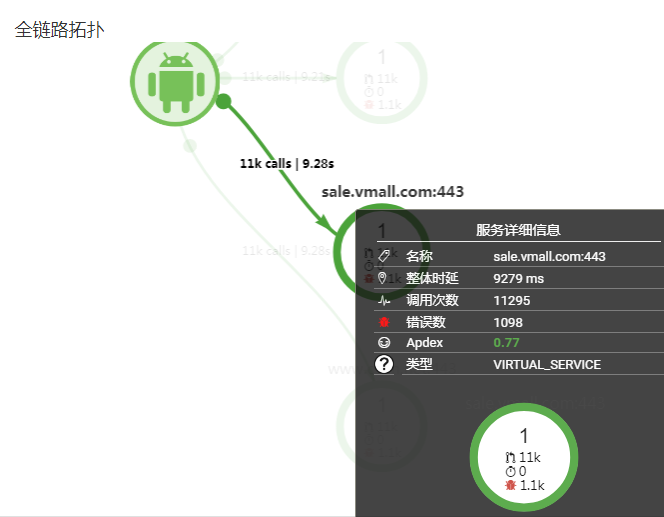 全链路拓扑
1
11k calls | 9.21s
11k
0
1.1k
11k calls | 9.28s
sale.vmall.com:443
1
服务详细信息
名称 sale.vmall.com:443
11k calls | 9.28s
整体时延 9279 ms
调用次数 11295
错误数 1098
Apdex 0.77
类型 VIRTUAL_SERVICE
1
11k
0
1.1k